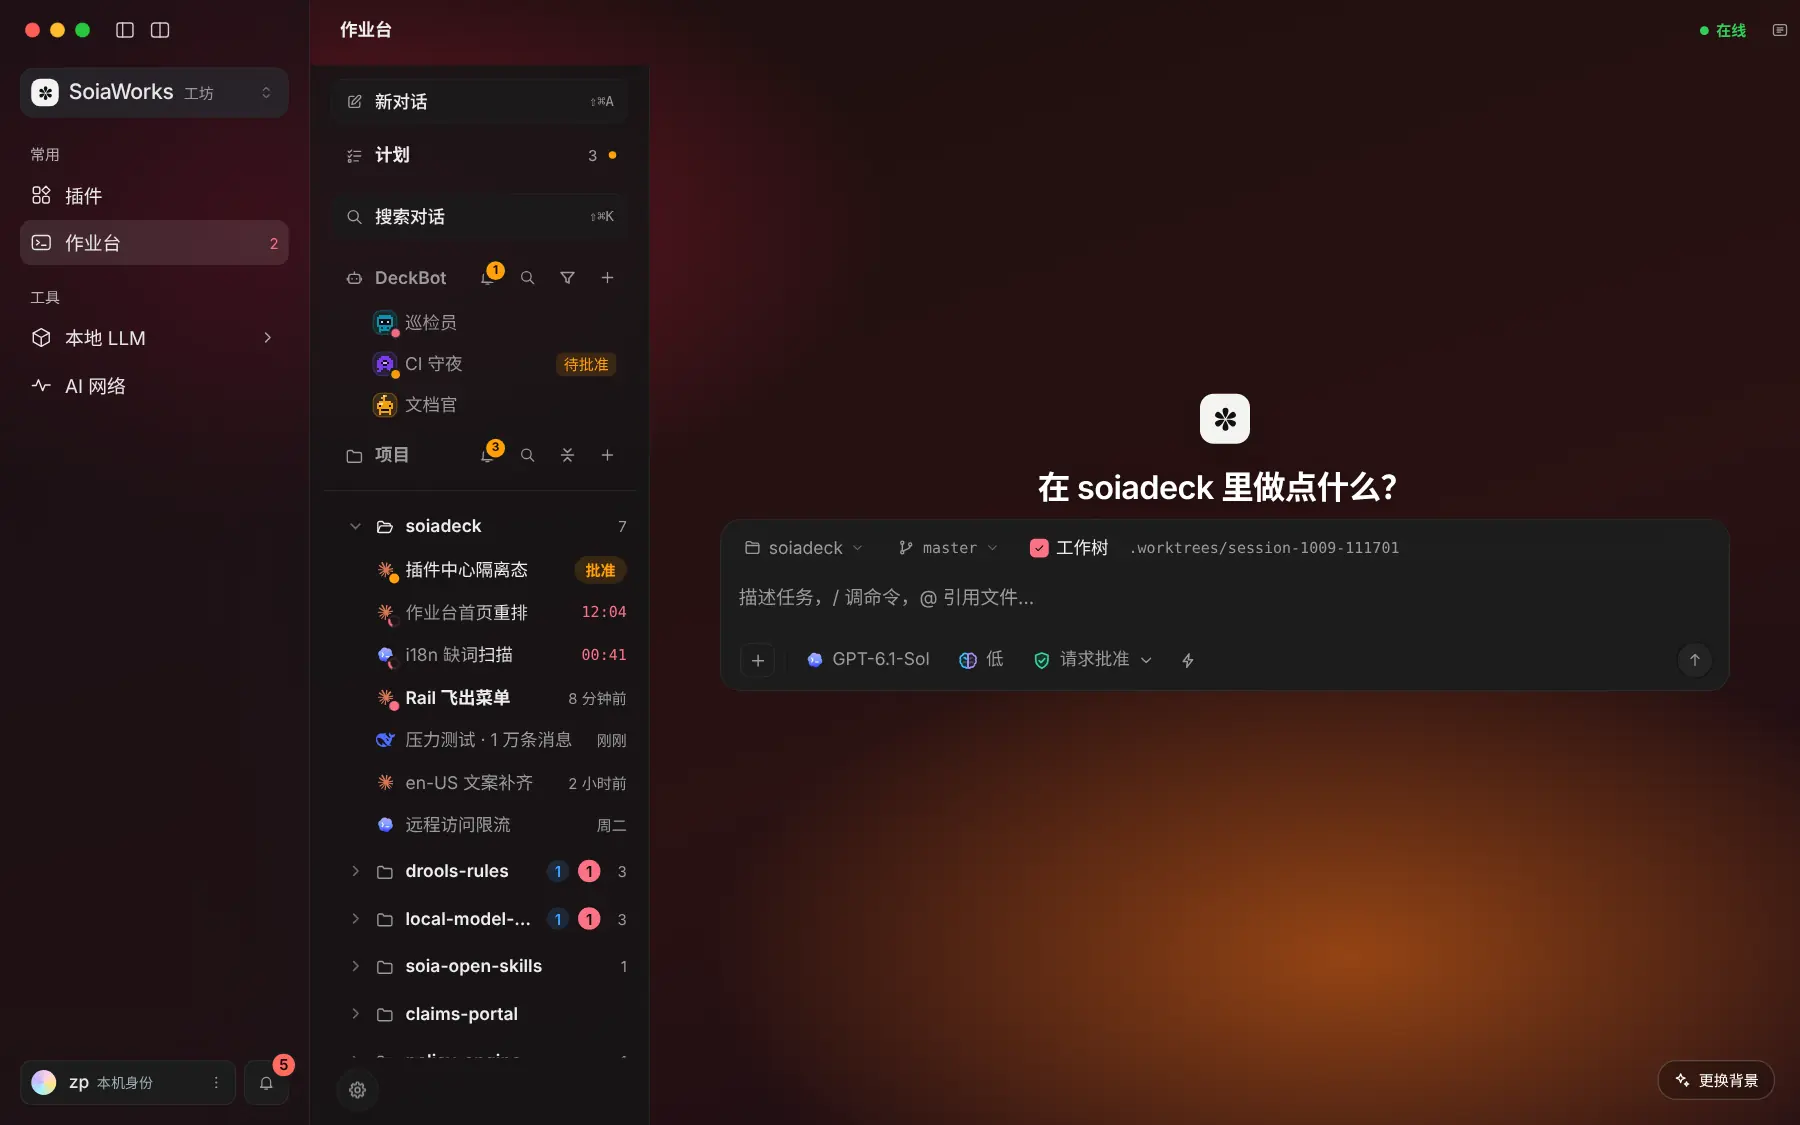 作业台
在线
SoiaWorks 工坊
常用
插件
作业台 2
工具
本地 LLM
AI 网络
zp 本机身份
5
新对话 ⇧⌘A
计划 3
搜索对话 ⇧⌘K
DeckBot 1
巡检员
CI 守夜 待批准
文档官
项目 3
soiadeck 7
插件中心隔离态 批准
作业台首页重排 12:04
i18n 缺词扫描 00:41
Rail 飞出菜单 8 分钟前
压力测试 · 1 万条消息 刚刚
en-US 文案补齐 2 小时前
远程访问限流 周二
drools-rules 1 1 3
local-model-... 1 1 3
soia-open-skills 1
claims-portal
在 soiadeck 里做点什么?
soiadeck master 工作树 .worktrees/session-1009-111701
描述任务，/ 调命令，@ 引用文件...
GPT-6.1-Sol 低 请求批准
更换背景